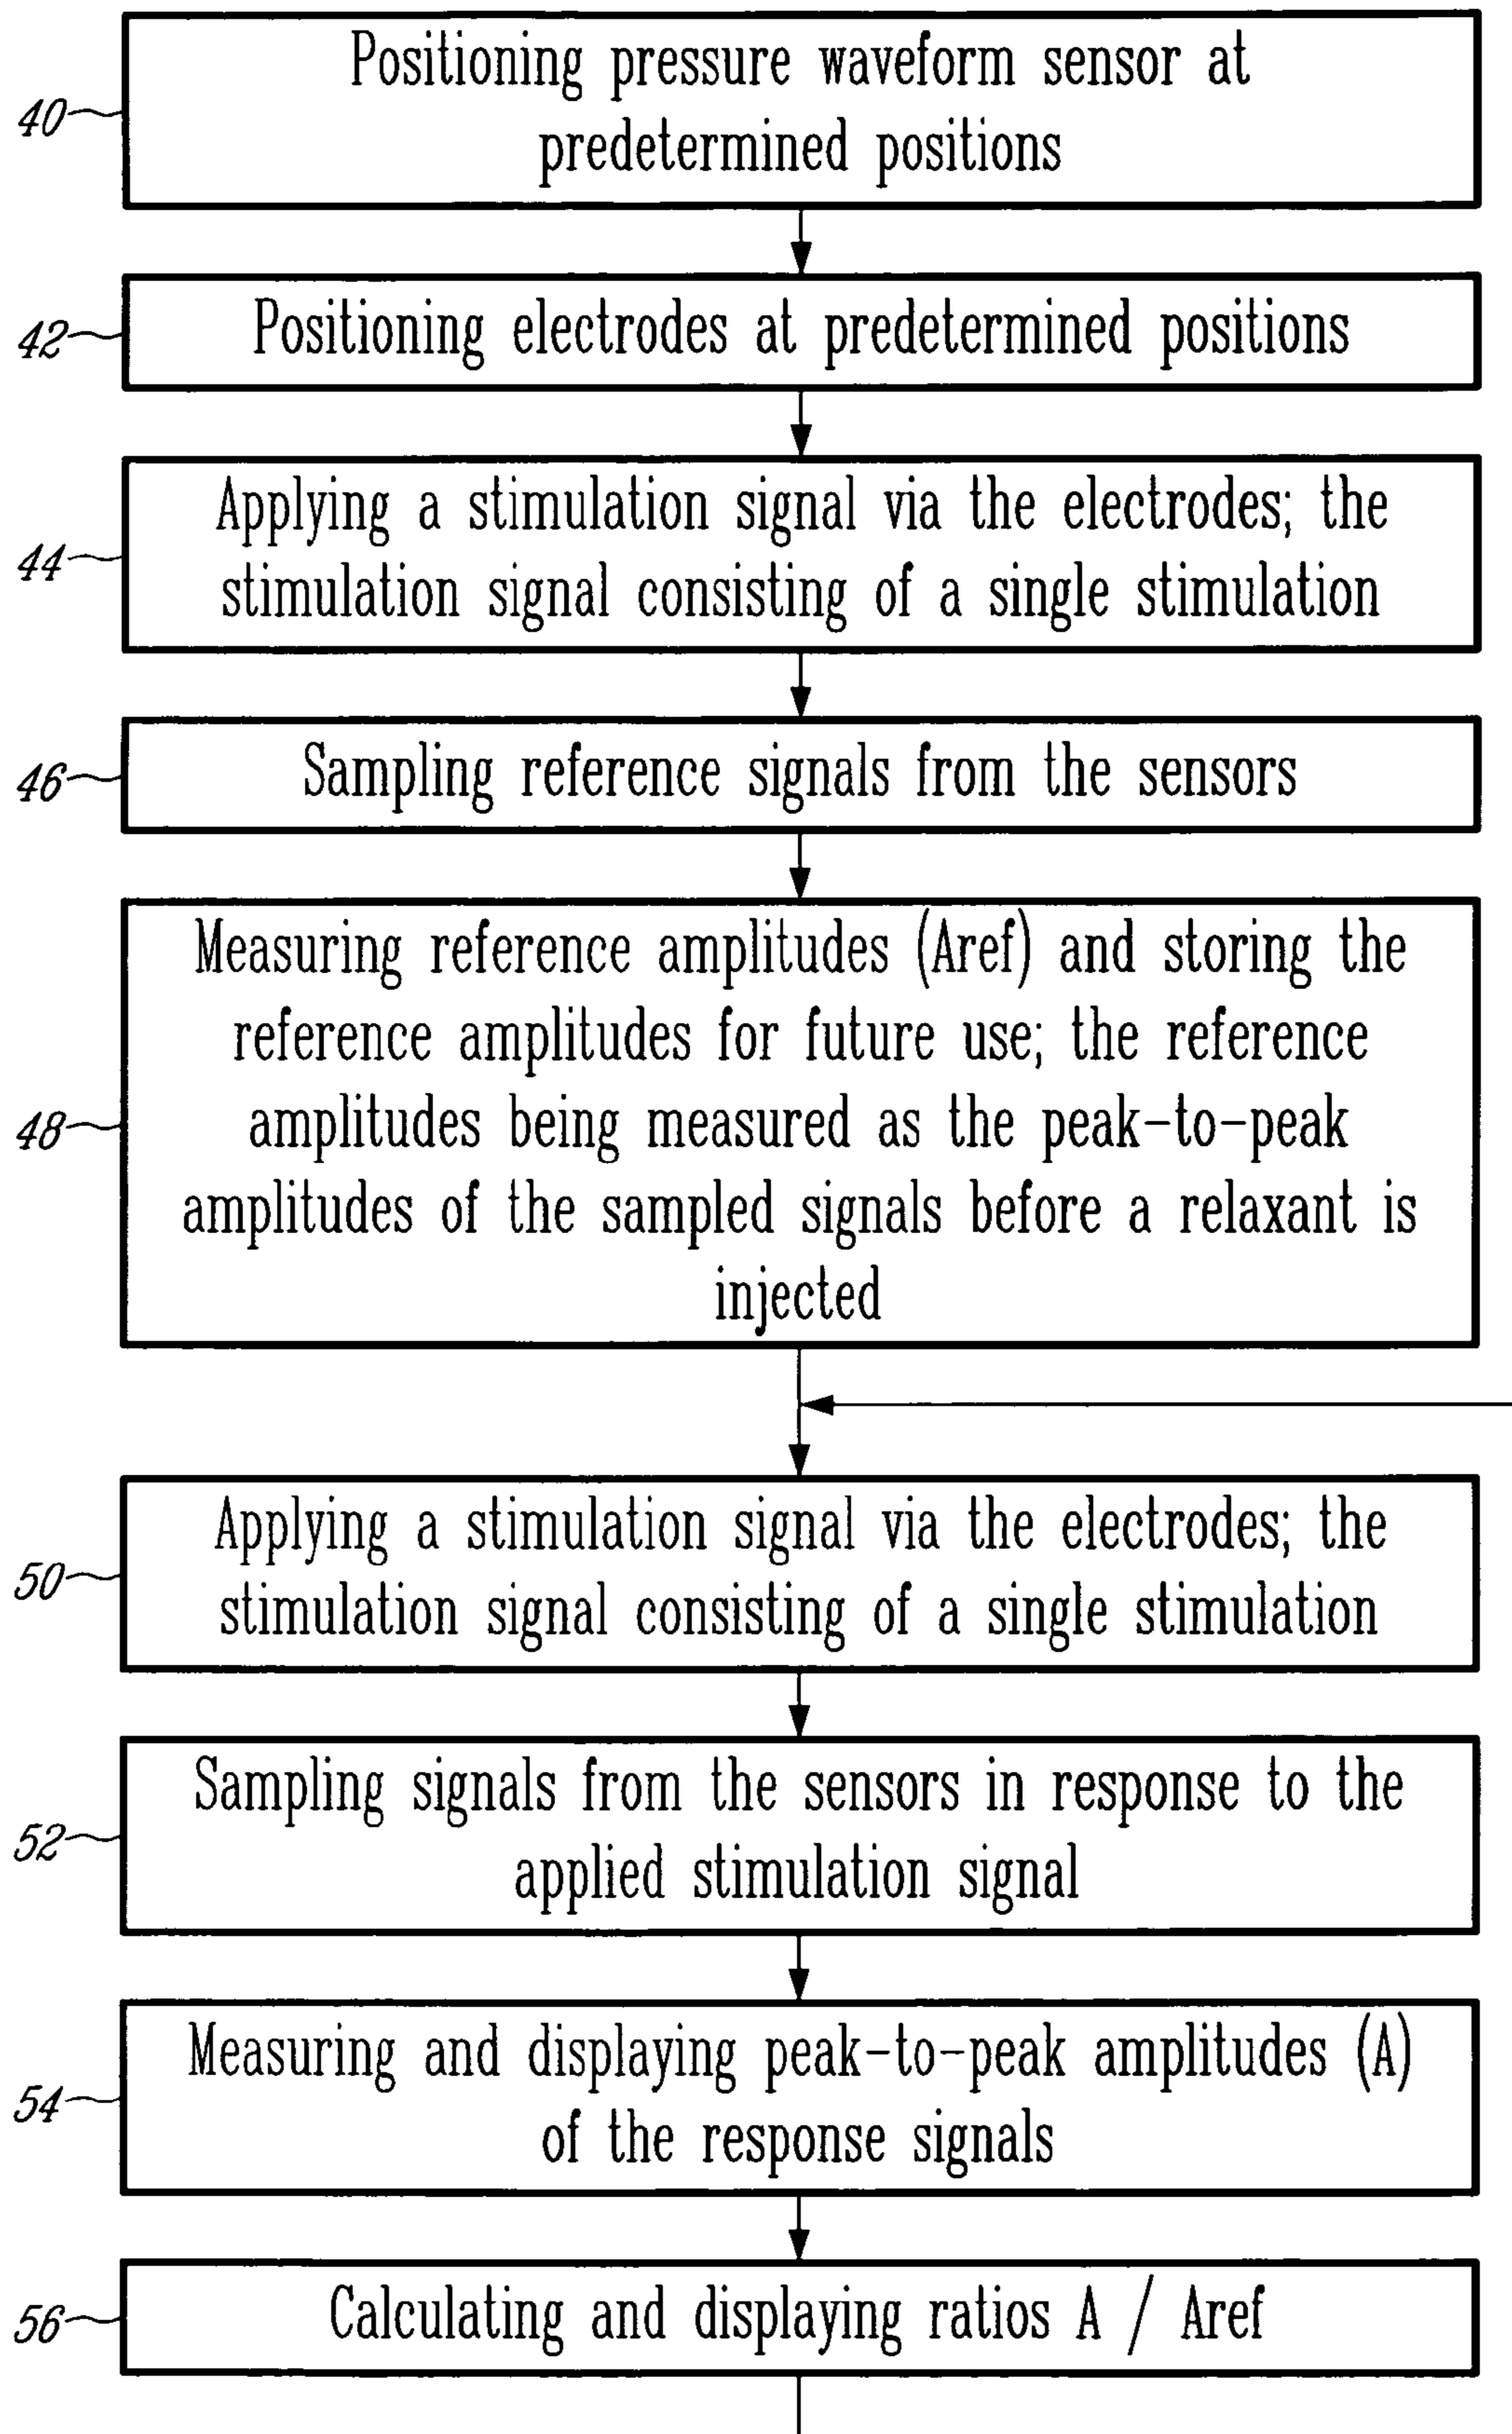 Positioning pressure waveform sensor at
predetermined positions
40
Positioning electrodes at predetermined positions
42
Applying a stimulation signal via the electrodes; the
stimulation signal consisting of a single stimulation
44
Sampling reference signals from the sensors
46
Measuring reference amplitudes (Aref) and storing the
reference amplitudes for future use; the reference
amplitudes being measured as the peak-to-peak
amplitudes of the sampled signals before a relaxant is
injected
48
Applying a stimulation signal via the electrodes; the
stimulation signal consisting of a single stimulation
50
Sampling signals from the sensors in response to the
applied stimulation signal
52
Measuring and displaying peak-to-peak amplitudes (A)
of the response signals
54
Calculating and displaying ratios A / Aref
56